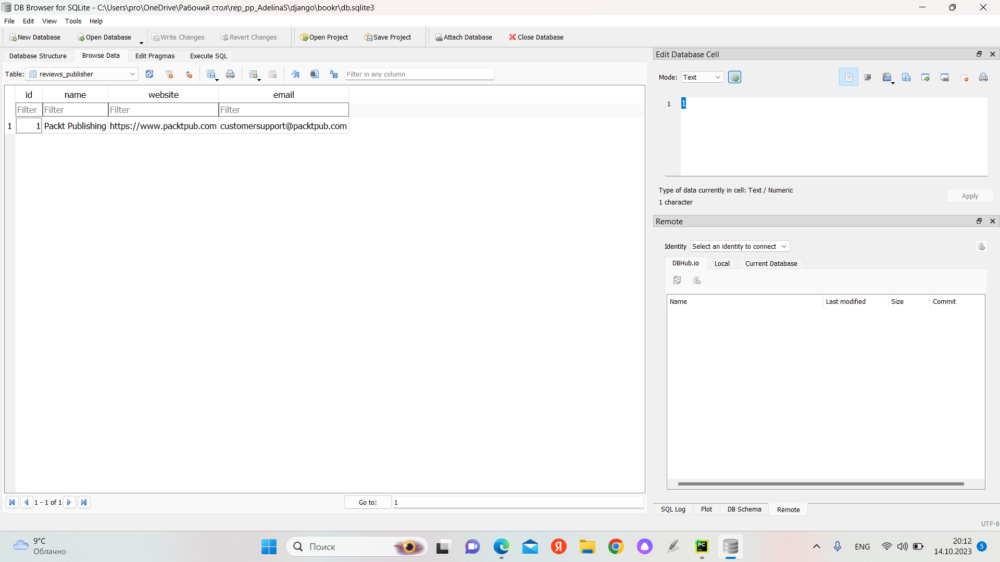 DB Browser for SQLite - C:\Users\pro\OneDrive\Рабочий стол\rep_pp_AdelinaS\django\bookr\db.sqlite3
File Edit View Tools Help
New Database Open Database Write Changes Revert Changes Open Project Save Project Attach Database Close Database
Database Structure Browse Data Edit Pragmas Execute SQL
Table: reviews_publisher Filter in any column
id name website email
Filter Filter Filter Filter
1 1 Packt Publishing https://www.packtpub.com customersupport@packtpub.com
1 - 1 of 1 Go to: 1
Edit Database Cell
Mode: Text
1 1
Type of data currently in cell: Text / Numeric
1 character
Apply
Remote
Identity Select an identity to connect
DBHub.io Local Current Database
Name Last modified Size Commit
SQL Log Plot DB Schema Remote
UTF-8
9°C
Облачно
Поиск
Я
PC
ENG
20:12
14.10.2023
5